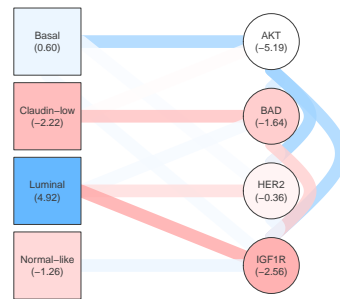 Basal
(0.60)
AKT
(−5.19)
Claudin−low
(−2.22)
BAD
(−1.64)
Luminal
(4.92)
HER2
(−0.36)
Normal−like
(−1.26)
IGF1R
(−2.56)